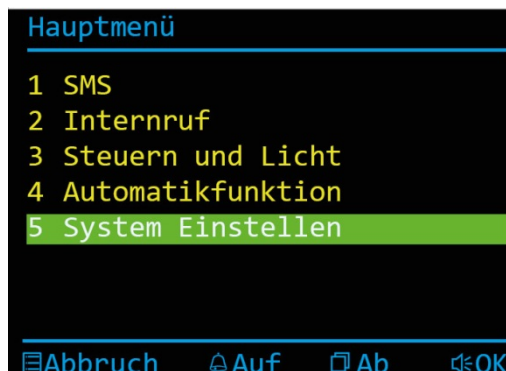 Hauptmenü
1 SMS
2 Internruf
3 Steuern und Licht
4 Automatikfunktion
5 System Einstellen
Abbruch Auf Ab OK